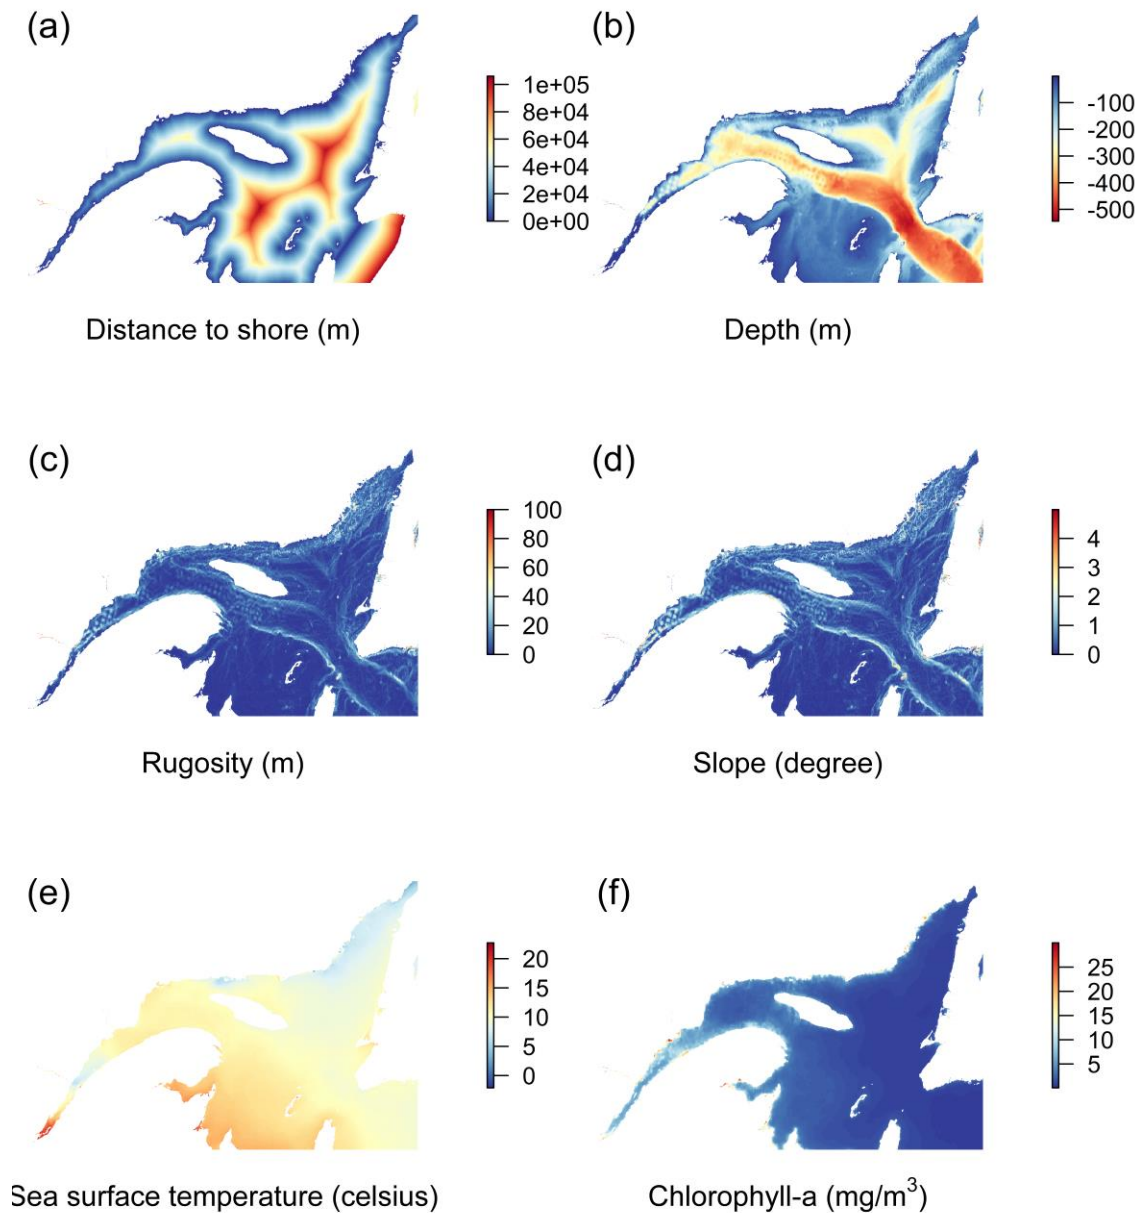 (a)
1e+05
8e+04
6e+04
4e+04
2e+04
0e+00
Distance to shore (m)
(b)
-100
-200
-300
-400
-500
Depth (m)
(c)
100
80
60
40
20
0
Rugosity (m)
(d)
4
3
2
1
0
Slope (degree)
(e)
20
15
10
5
0
Sea surface temperature (celsius)
(f)
25
20
15
10
5
Chlorophyll-a (mg/m³)